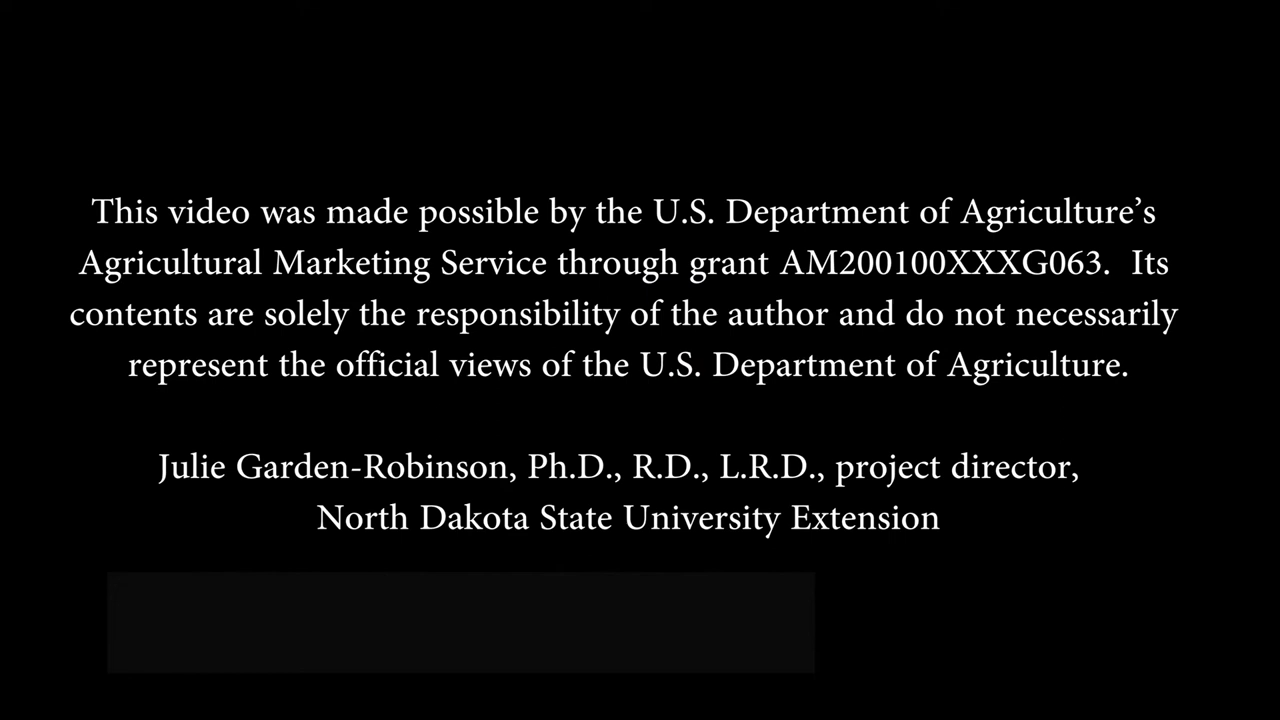 This video was made possible by the U.S. Department of Agriculture’s
Agricultural Marketing Service through grant AM200100XXXG063.  Its
contents are solely the responsibility of the author and do not necessarily
represent the official views of the U.S. Department of Agriculture.
Julie Garden-Robinson, Ph.D., R.D., L.R.D., project director,
North Dakota State University Extension